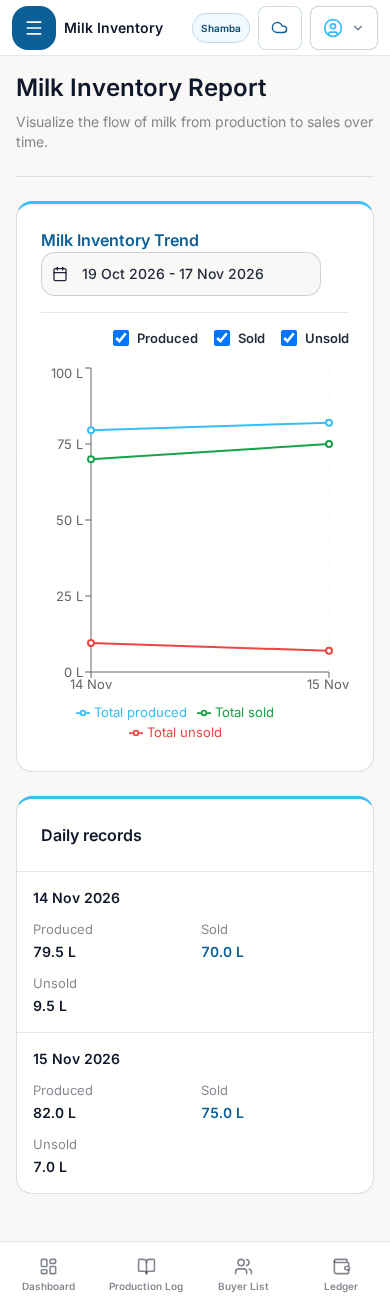 Milk Inventory
Shamba
Milk Inventory Report
Visualize the flow of milk from production to sales over
time.
Milk Inventory Trend
19 Oct 2026 - 17 Nov 2026
Produced
Sold
Unsold
100 L
75 L
50 L
25 L
0 L
14 Nov
15 Nov
Total produced
Total sold
Total unsold
Daily records
14 Nov 2026
Produced
Sold
79.5 L
70.0 L
Unsold
9.5 L
15 Nov 2026
Produced
Sold
82.0 L
75.0 L
Unsold
7.0 L
Dashboard
Production Log
Buyer List
Ledger